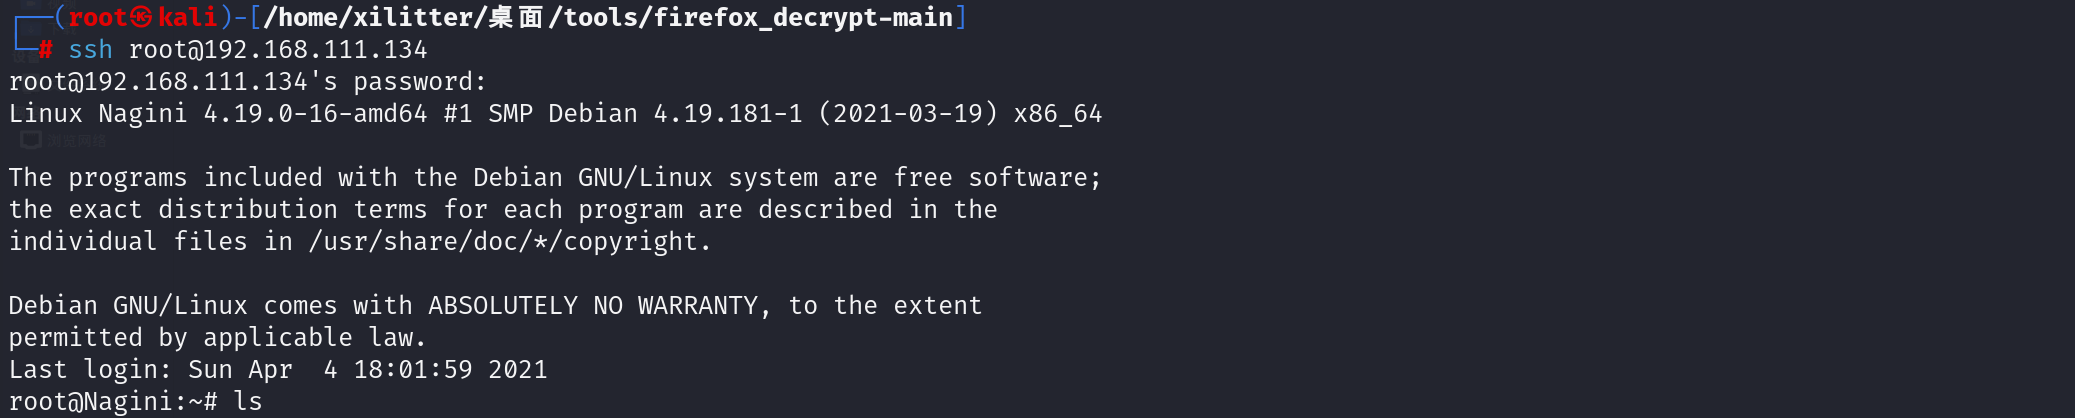 ┌──(root㉿kali)-[/home/xilitter/桌面/tools/firefox_decrypt-main]
└─# ssh root@192.168.111.134
root@192.168.111.134's password:
Linux Nagini 4.19.0-16-amd64 #1 SMP Debian 4.19.181-1 (2021-03-19) x86_64
浏览网络
The programs included with the Debian GNU/Linux system are free software;
the exact distribution terms for each program are described in the
individual files in /usr/share/doc/*/copyright.
Debian GNU/Linux comes with ABSOLUTELY NO WARRANTY, to the extent
permitted by applicable law.
Last login: Sun Apr  4 18:01:59 2021
root@Nagini:~# ls